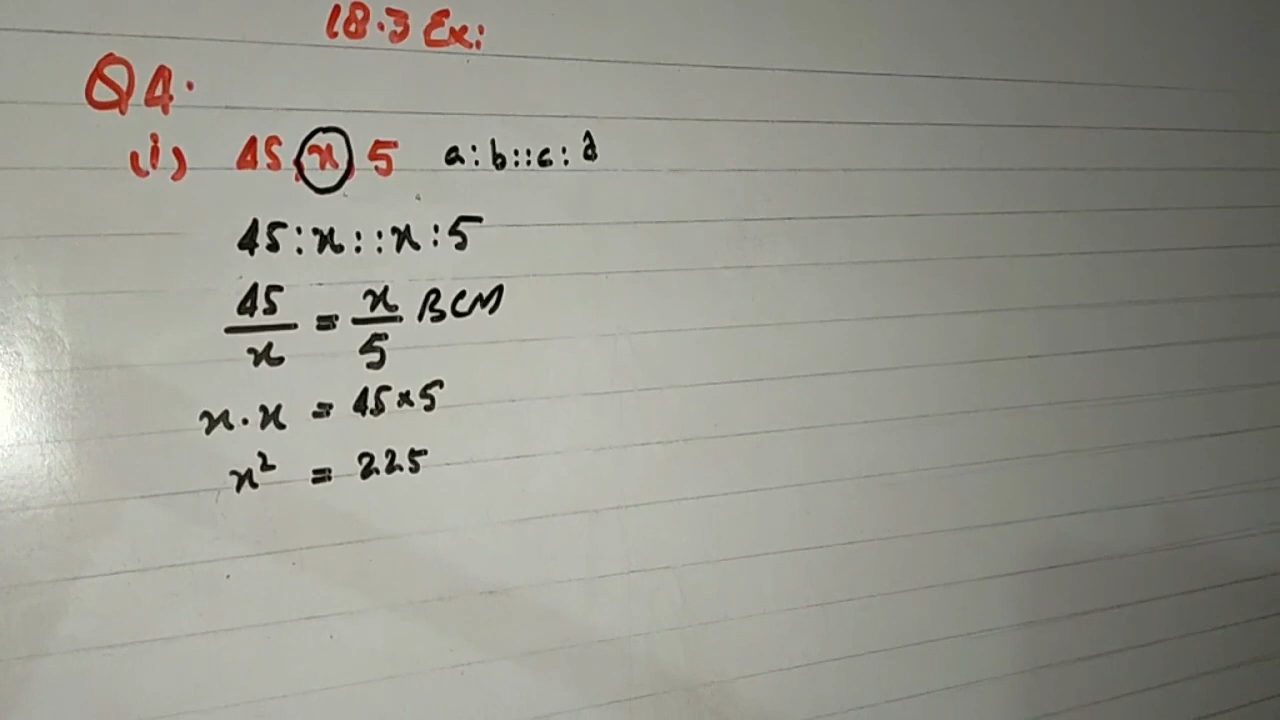 18.3 Ex:
Q4.
(i) 45, x, 5 a:b::c:d
45:x::x:5
45/x = x/5 BCM
x.x = 45×5
x² = 225